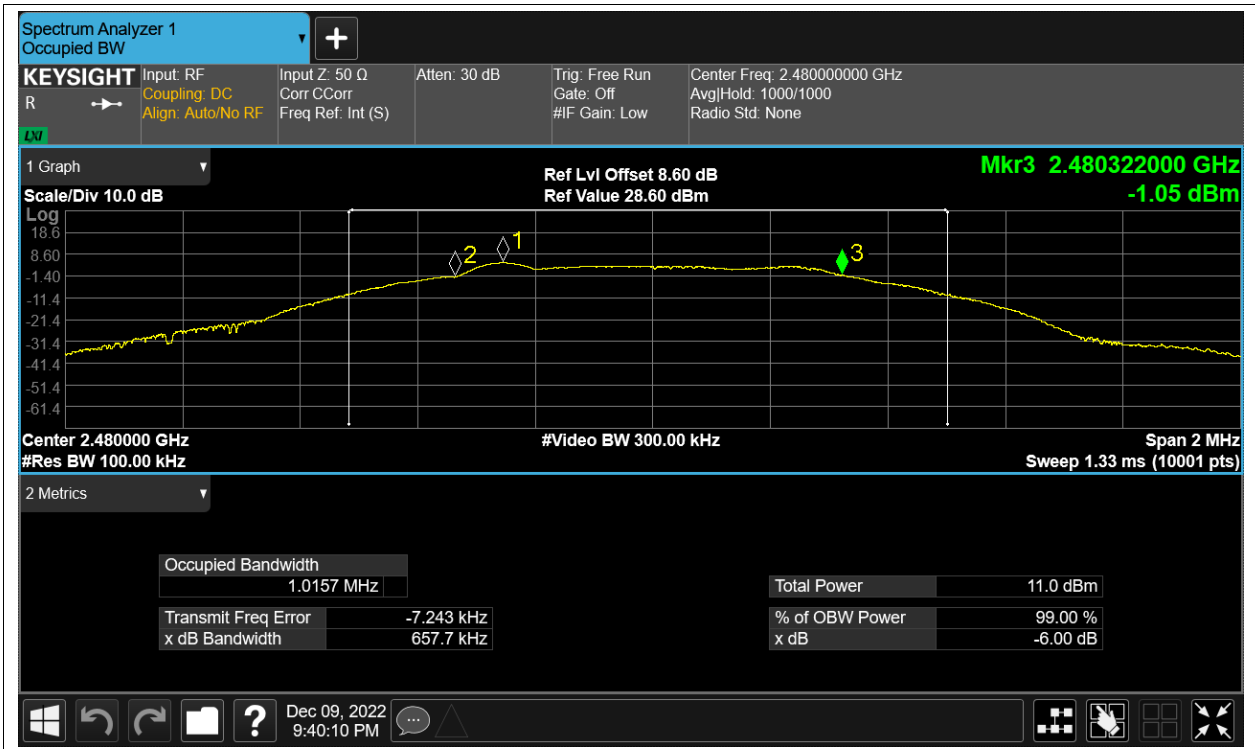 Spectrum Analyzer 1
Occupied BW
KEYSIGHT
R
LXI
Input: RF
Coupling: DC
Align: Auto/No RF
Input Z: 50 Ω
Corr CCorr
Freq Ref: Int (S)
Atten: 30 dB
Trig: Free Run
Gate: Off
#IF Gain: Low
Center Freq: 2.480000000 GHz
Avg|Hold: 1000/1000
Radio Std: None
1 Graph
Scale/Div 10.0 dB
Ref Lvl Offset 8.60 dB
Ref Value 28.60 dBm
Mkr3 2.480322000 GHz
-1.05 dBm
Log
18.6
8.60
-1.40
-11.4
-21.4
-31.4
-41.4
-51.4
-61.4
2
1
3
Center 2.480000 GHz
#Res BW 100.00 kHz
#Video BW 300.00 kHz
Span 2 MHz
Sweep 1.33 ms (10001 pts)
2 Metrics
Occupied Bandwidth
1.0157 MHz
Transmit Freq Error -7.243 kHz
x dB Bandwidth 657.7 kHz
Total Power 11.0 dBm
% of OBW Power 99.00 %
x dB -6.00 dB
Dec 09, 2022
9:40:10 PM